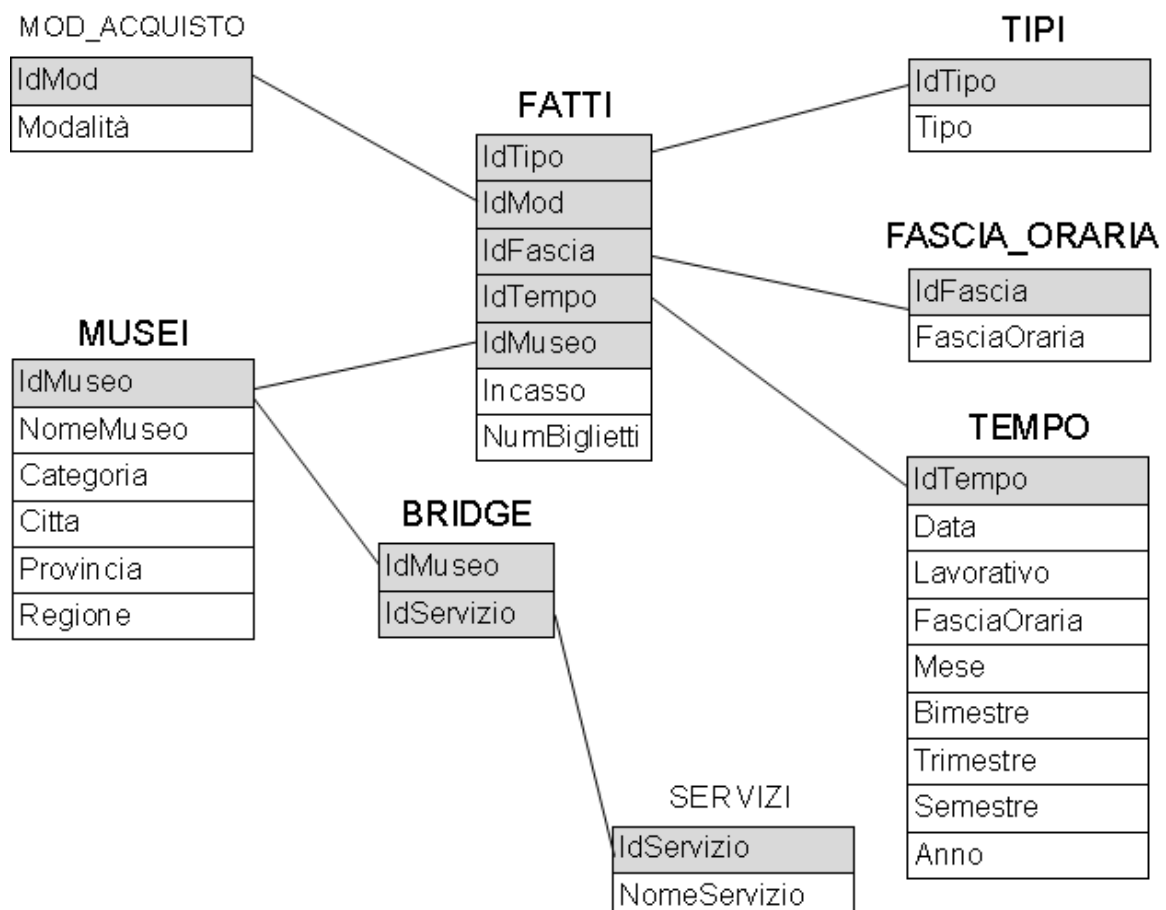 MOD_ACQUISTO
IdMod
Modalità
FATTI
IdTipo
IdMod
IdFascia
IdTempo
IdMuseo
Incasso
NumBiglietti
TIPI
IdTipo
Tipo
FASCIA_ORARIA
IdFascia
FasciaOraria
MUSEI
IdMuseo
NomeMuseo
Categoria
Citta
Provincia
Regione
BRIDGE
IdMuseo
IdServizio
TEMPO
IdTempo
Data
Lavorativo
FasciaOraria
Mese
Bimestre
Trimestre
Semestre
Anno
SERVIZI
IdServizio
NomeServizio